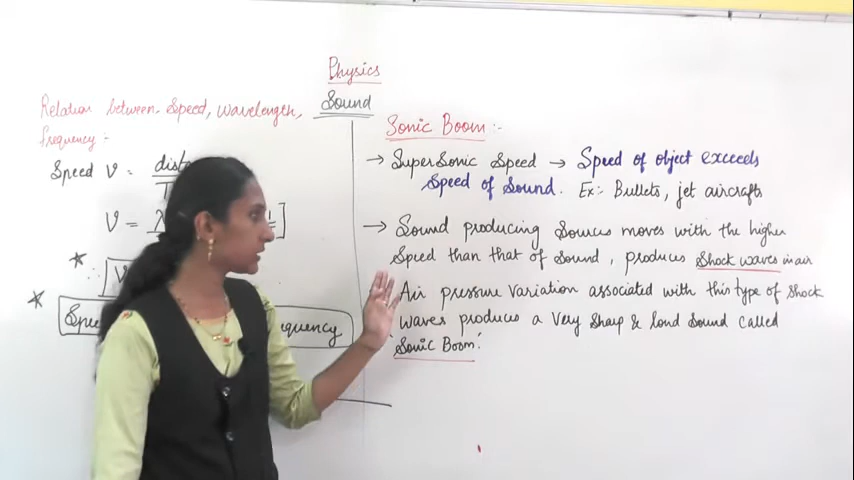 Physics
Sound
Relation between Speed, Wavelength,
frequency:-
Speed V =
V = λ
Sonic Boom:-
→ SuperSonic Speed → Speed of object exceeds
Speed of Sound. Ex:- Bullets, jet aircrafts
→ Sound producing Sources moves with the higher
Speed than that of Sound, produces Shock waves in air
Air pressure variation associated with this type of Shock
waves produces a Very Sharp & loud Sound called
'Sonic Boom'.